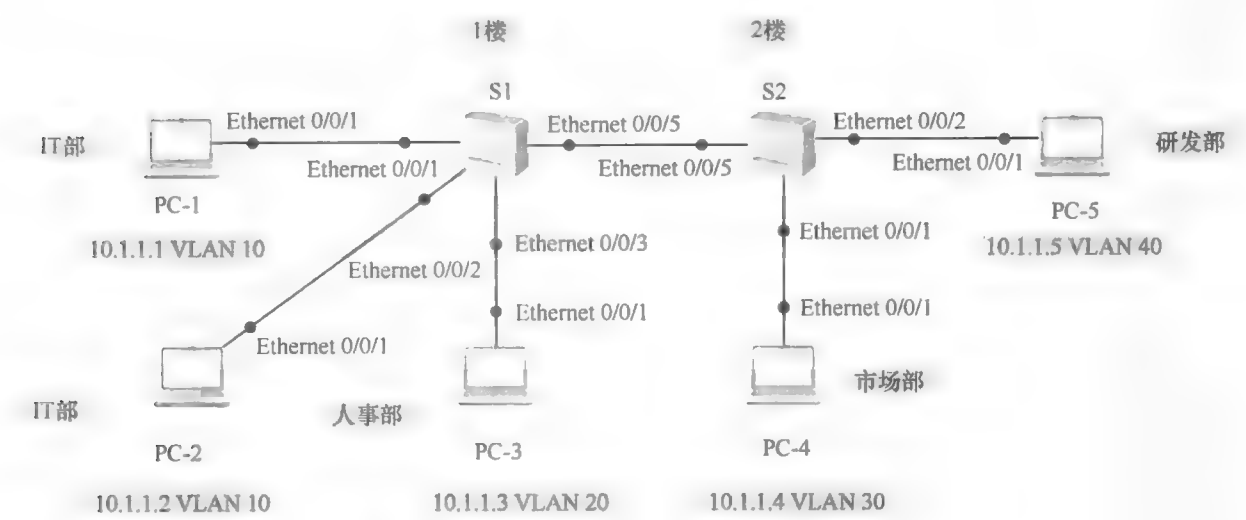 1楼
2楼
S1
S2
IT部
Ethernet 0/0/1
Ethernet 0/0/1
Ethernet 0/0/5
Ethernet 0/0/5
Ethernet 0/0/2
Ethernet 0/0/1
研发部
PC-1
10.1.1.1 VLAN 10
PC-5
10.1.1.5 VLAN 40
Ethernet 0/0/2
Ethernet 0/0/3
Ethernet 0/0/1
Ethernet 0/0/1
Ethernet 0/0/1
Ethernet 0/0/1
IT部
人事部
市场部
PC-2
PC-3
PC-4
10.1.1.2 VLAN 10
10.1.1.3 VLAN 20
10.1.1.4 VLAN 30